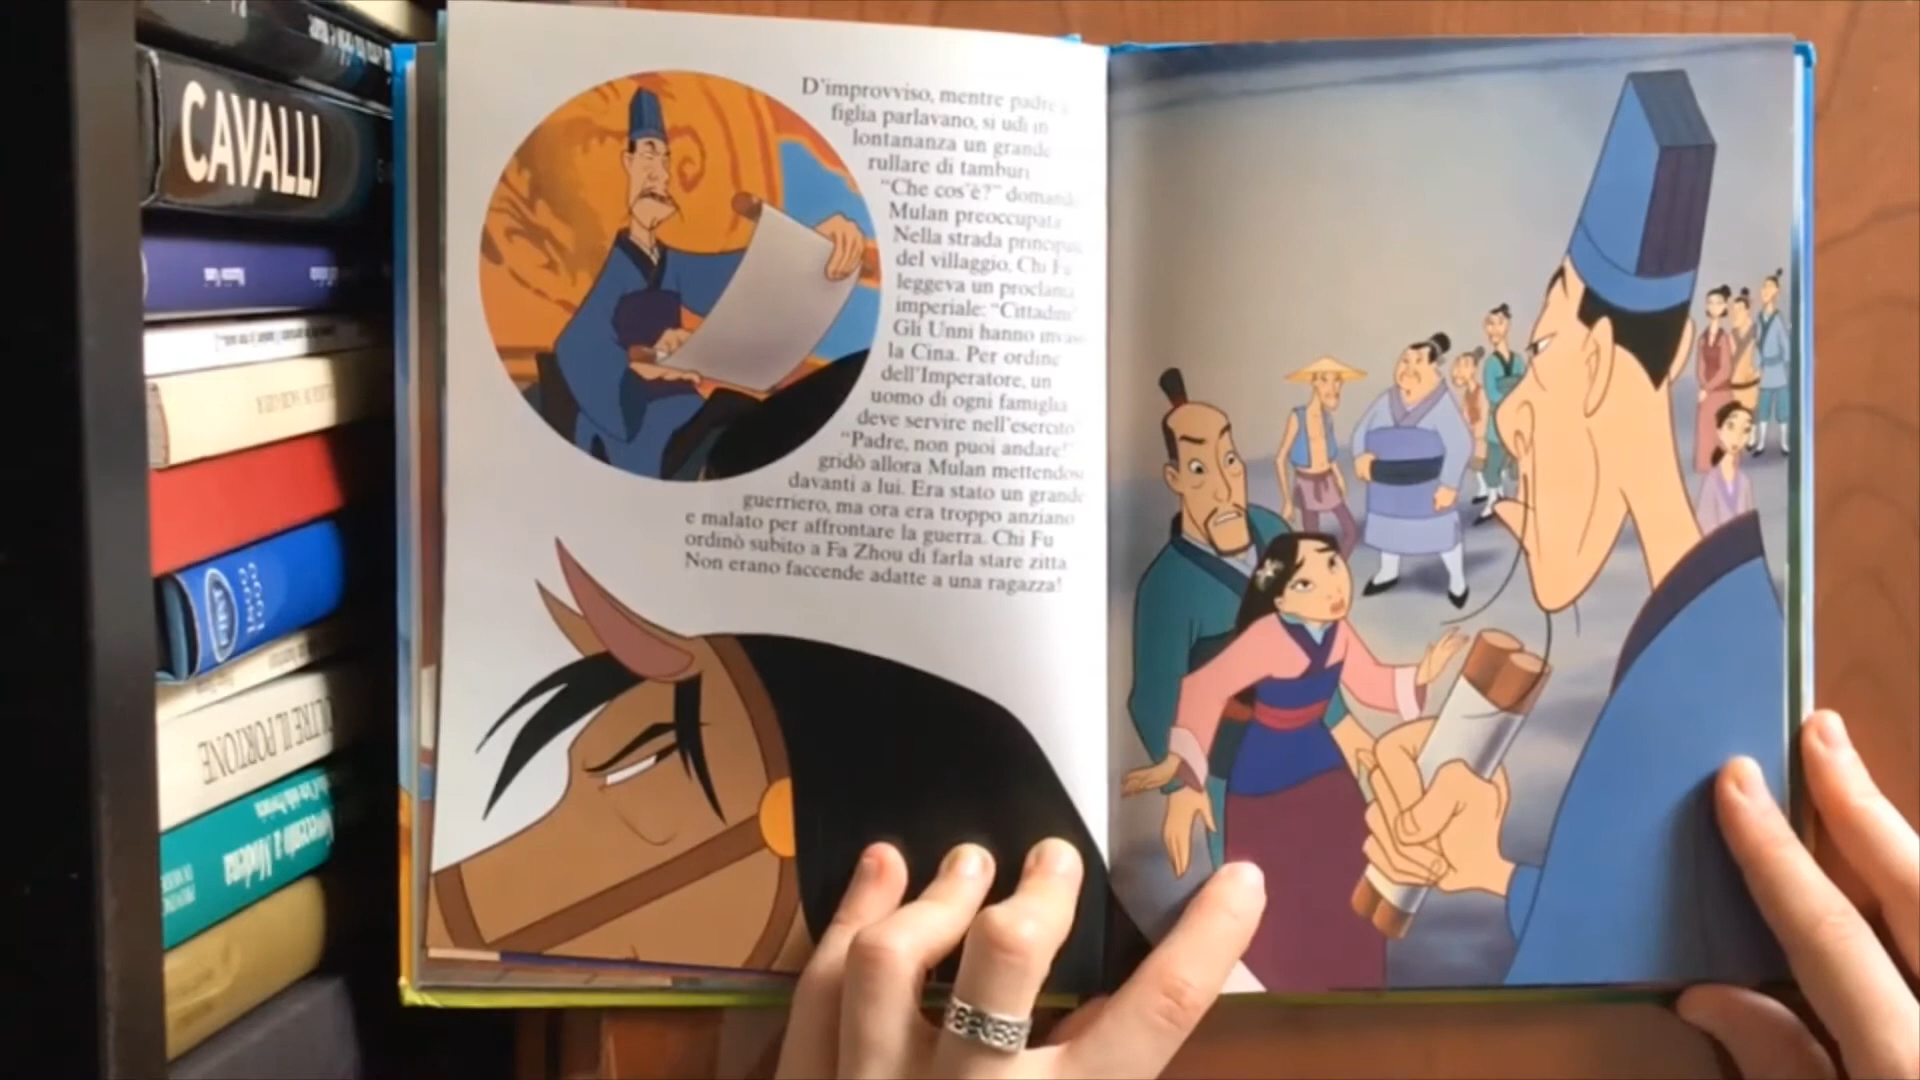 CAVALLI
OLTRE IL PORTONE
Novecento a Modena
D'improvviso, mentre padre e
figlia parlavano, si udì in
lontananza un grande
rullare di tamburi
"Che cos'è?" domandò
Mulan preoccupata
Nella strada principale
del villaggio, Chi Fu
leggeva un proclama
imperiale: "Cittadini
Gli Unni hanno invaso
la Cina. Per ordine
dell'Imperatore, un
uomo di ogni famiglia
deve servire nell'esercito"
"Padre, non puoi andare!"
gridò allora Mulan mettendosi
davanti a lui. Era stato un grande
guerriero, ma ora era troppo anziano
e malato per affrontare la guerra. Chi Fu
ordinò subito a Fa Zhou di farla stare zitta
Non erano faccende adatte a una ragazza!